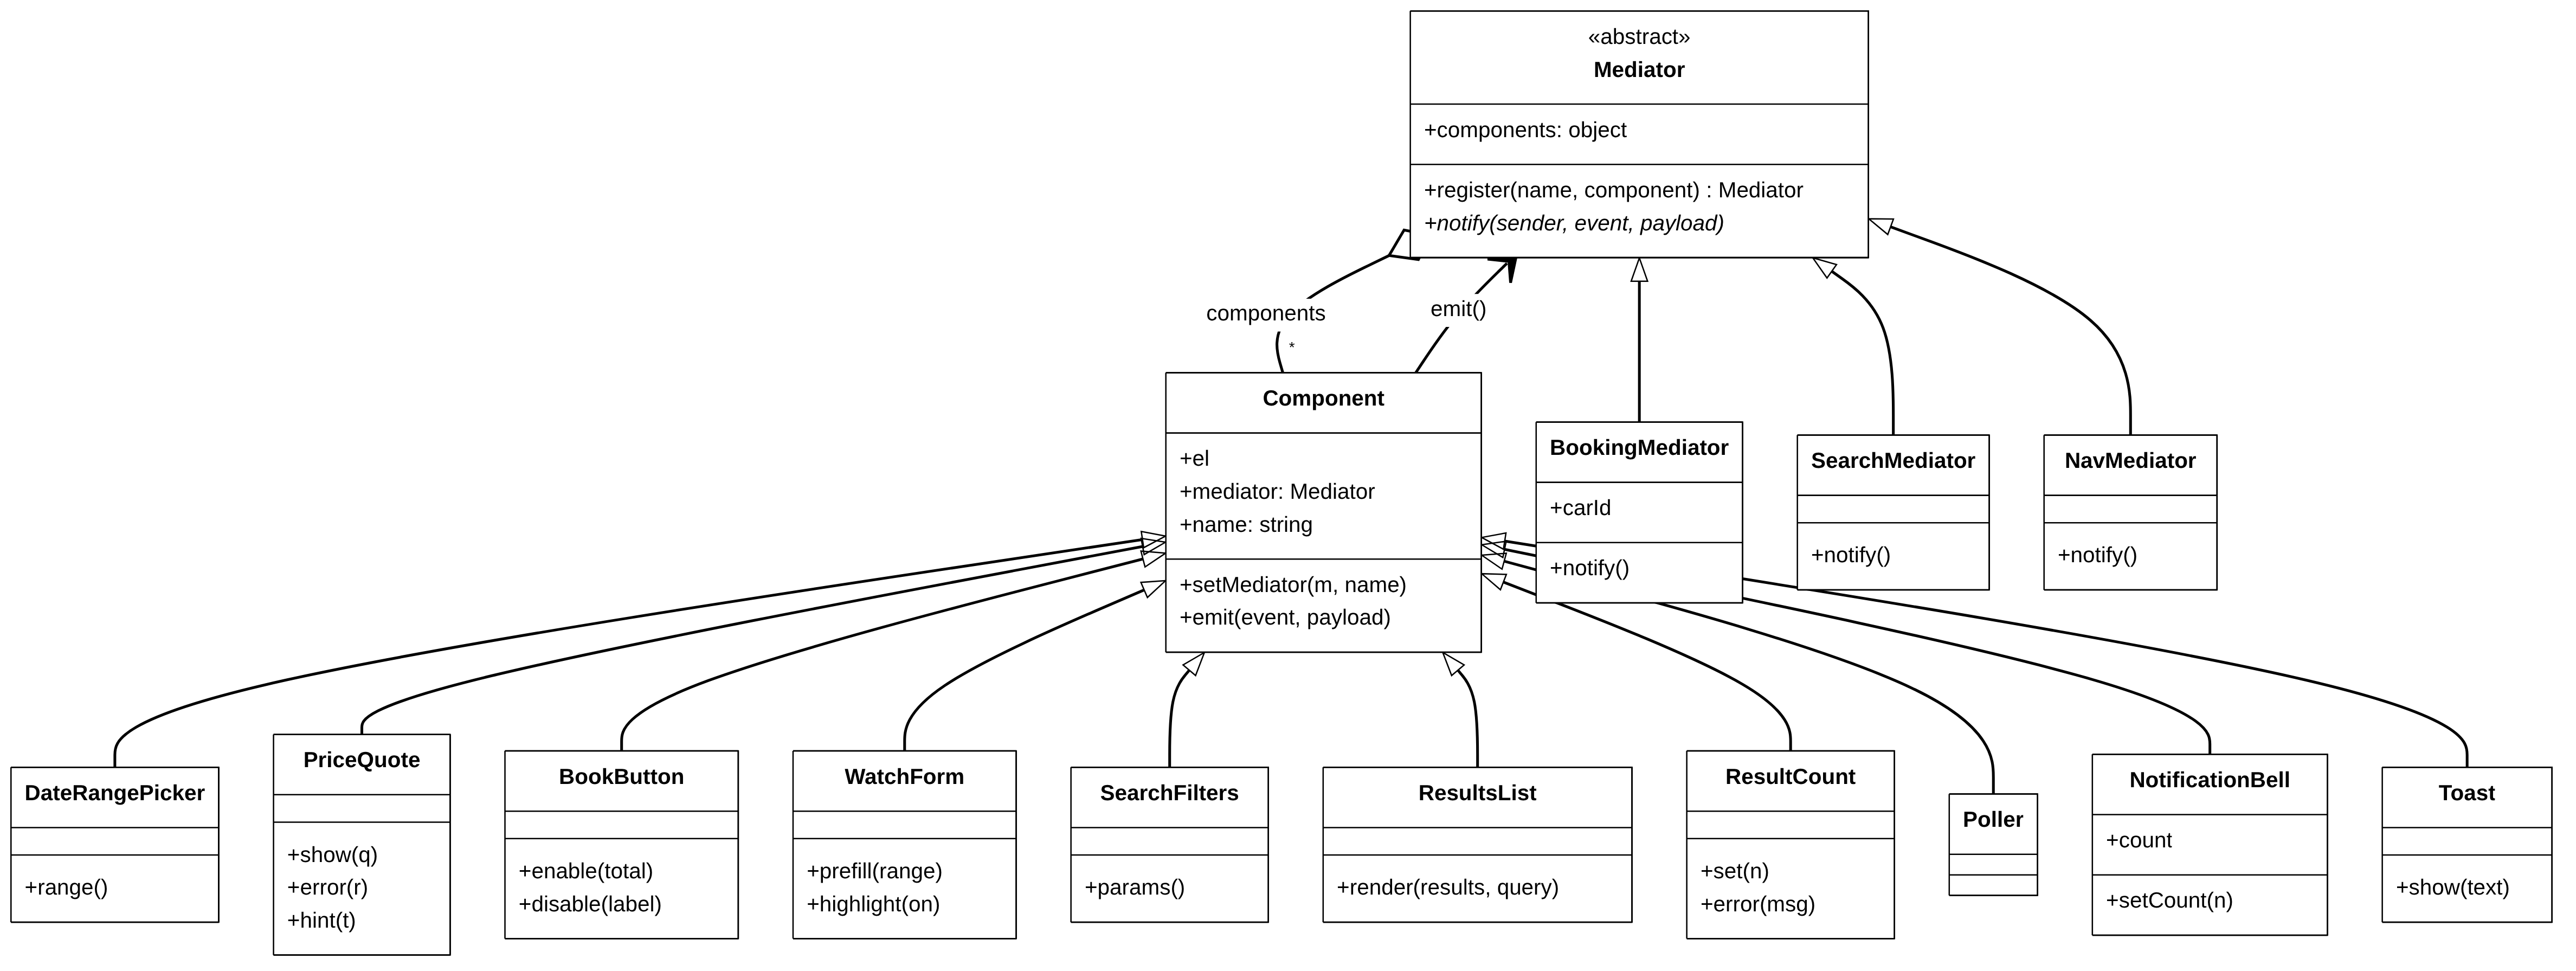 «abstract»
Mediator
+components: object
+register(name, component) : Mediator
+notify(sender, event, payload)
components
*
emit()
Component
+el
+mediator: Mediator
+name: string
+setMediator(m, name)
+emit(event, payload)
BookingMediator
+carId
+notify()
SearchMediator
+notify()
NavMediator
+notify()
DateRangePicker
+range()
PriceQuote
+show(q)
+error(r)
+hint(t)
BookButton
+enable(total)
+disable(label)
WatchForm
+prefill(range)
+highlight(on)
SearchFilters
+params()
ResultsList
+render(results, query)
ResultCount
+set(n)
+error(msg)
Poller
NotificationBell
+count
+setCount(n)
Toast
+show(text)